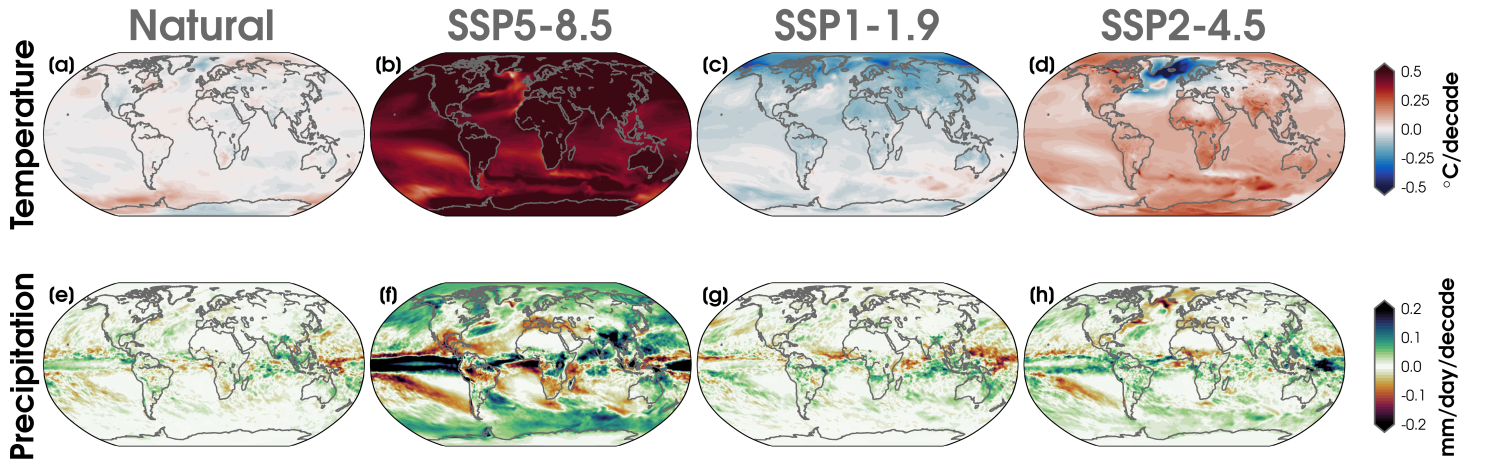 Natural SSP5-8.5 SSP1-1.9 SSP2-4.5
Temperature
(a) (b) (c) (d)
0.5
0.25
0.0
-0.25
-0.5
°C/decade
Precipitation
(e) (f) (g) (h)
0.2
0.1
0.0
-0.1
-0.2
mm/day/decade